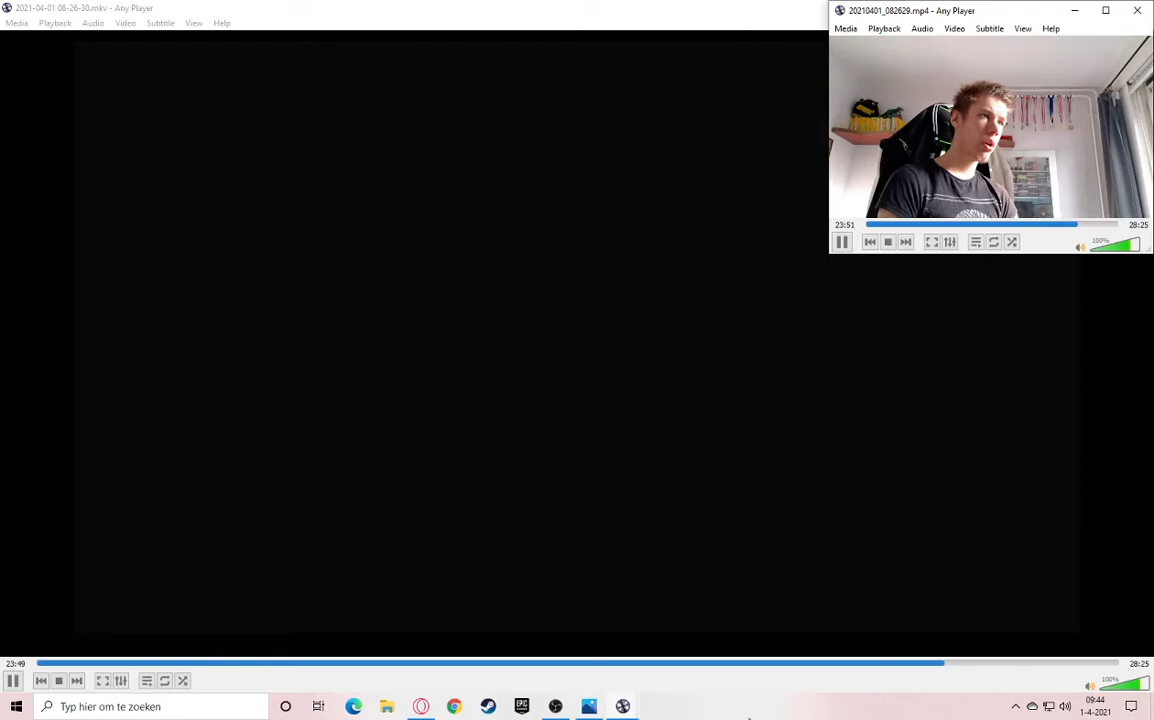 2021-04-01 08-26-30.mkv - Any Player
Media Playback Audio Video Subtitle View Help
20210401_082629.mp4 - Any Player
Media Playback Audio Video Subtitle View Help
23:51 28:25
100%
23:49 28:25
100%
Typ hier om te zoeken
EPIC
GAMES
09:44
1-4-2021